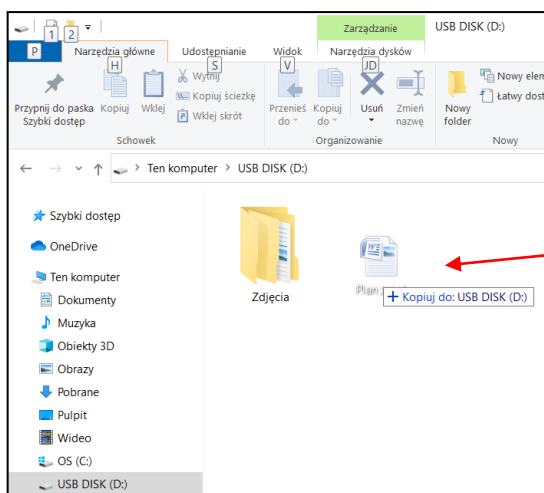 1 2 Zarządzanie USB DISK (D:)
P Narzędzia główne Udostępnianie Widok Narzędzia dysków
H S V JD
Przypnij do paska Szybki dostęp
Kopiuj
Wklej
Wytnij
Kopiuj ścieżkę
Wklej skrót
Schowek
Przenieś do
Kopiuj do
Usuń
Zmień nazwę
Organizowanie
Nowy folder
Nowy elem
Łatwy dost
Nowy
Ten komputer > USB DISK (D:)
Szybki dostęp
OneDrive
Ten komputer
Dokumenty
Muzyka
Obiekty 3D
Obrazy
Pobrane
Pulpit
Wideo
OS (C:)
USB DISK (D:)
Zdjęcia
Plan
+ Kopiuj do: USB DISK (D:)